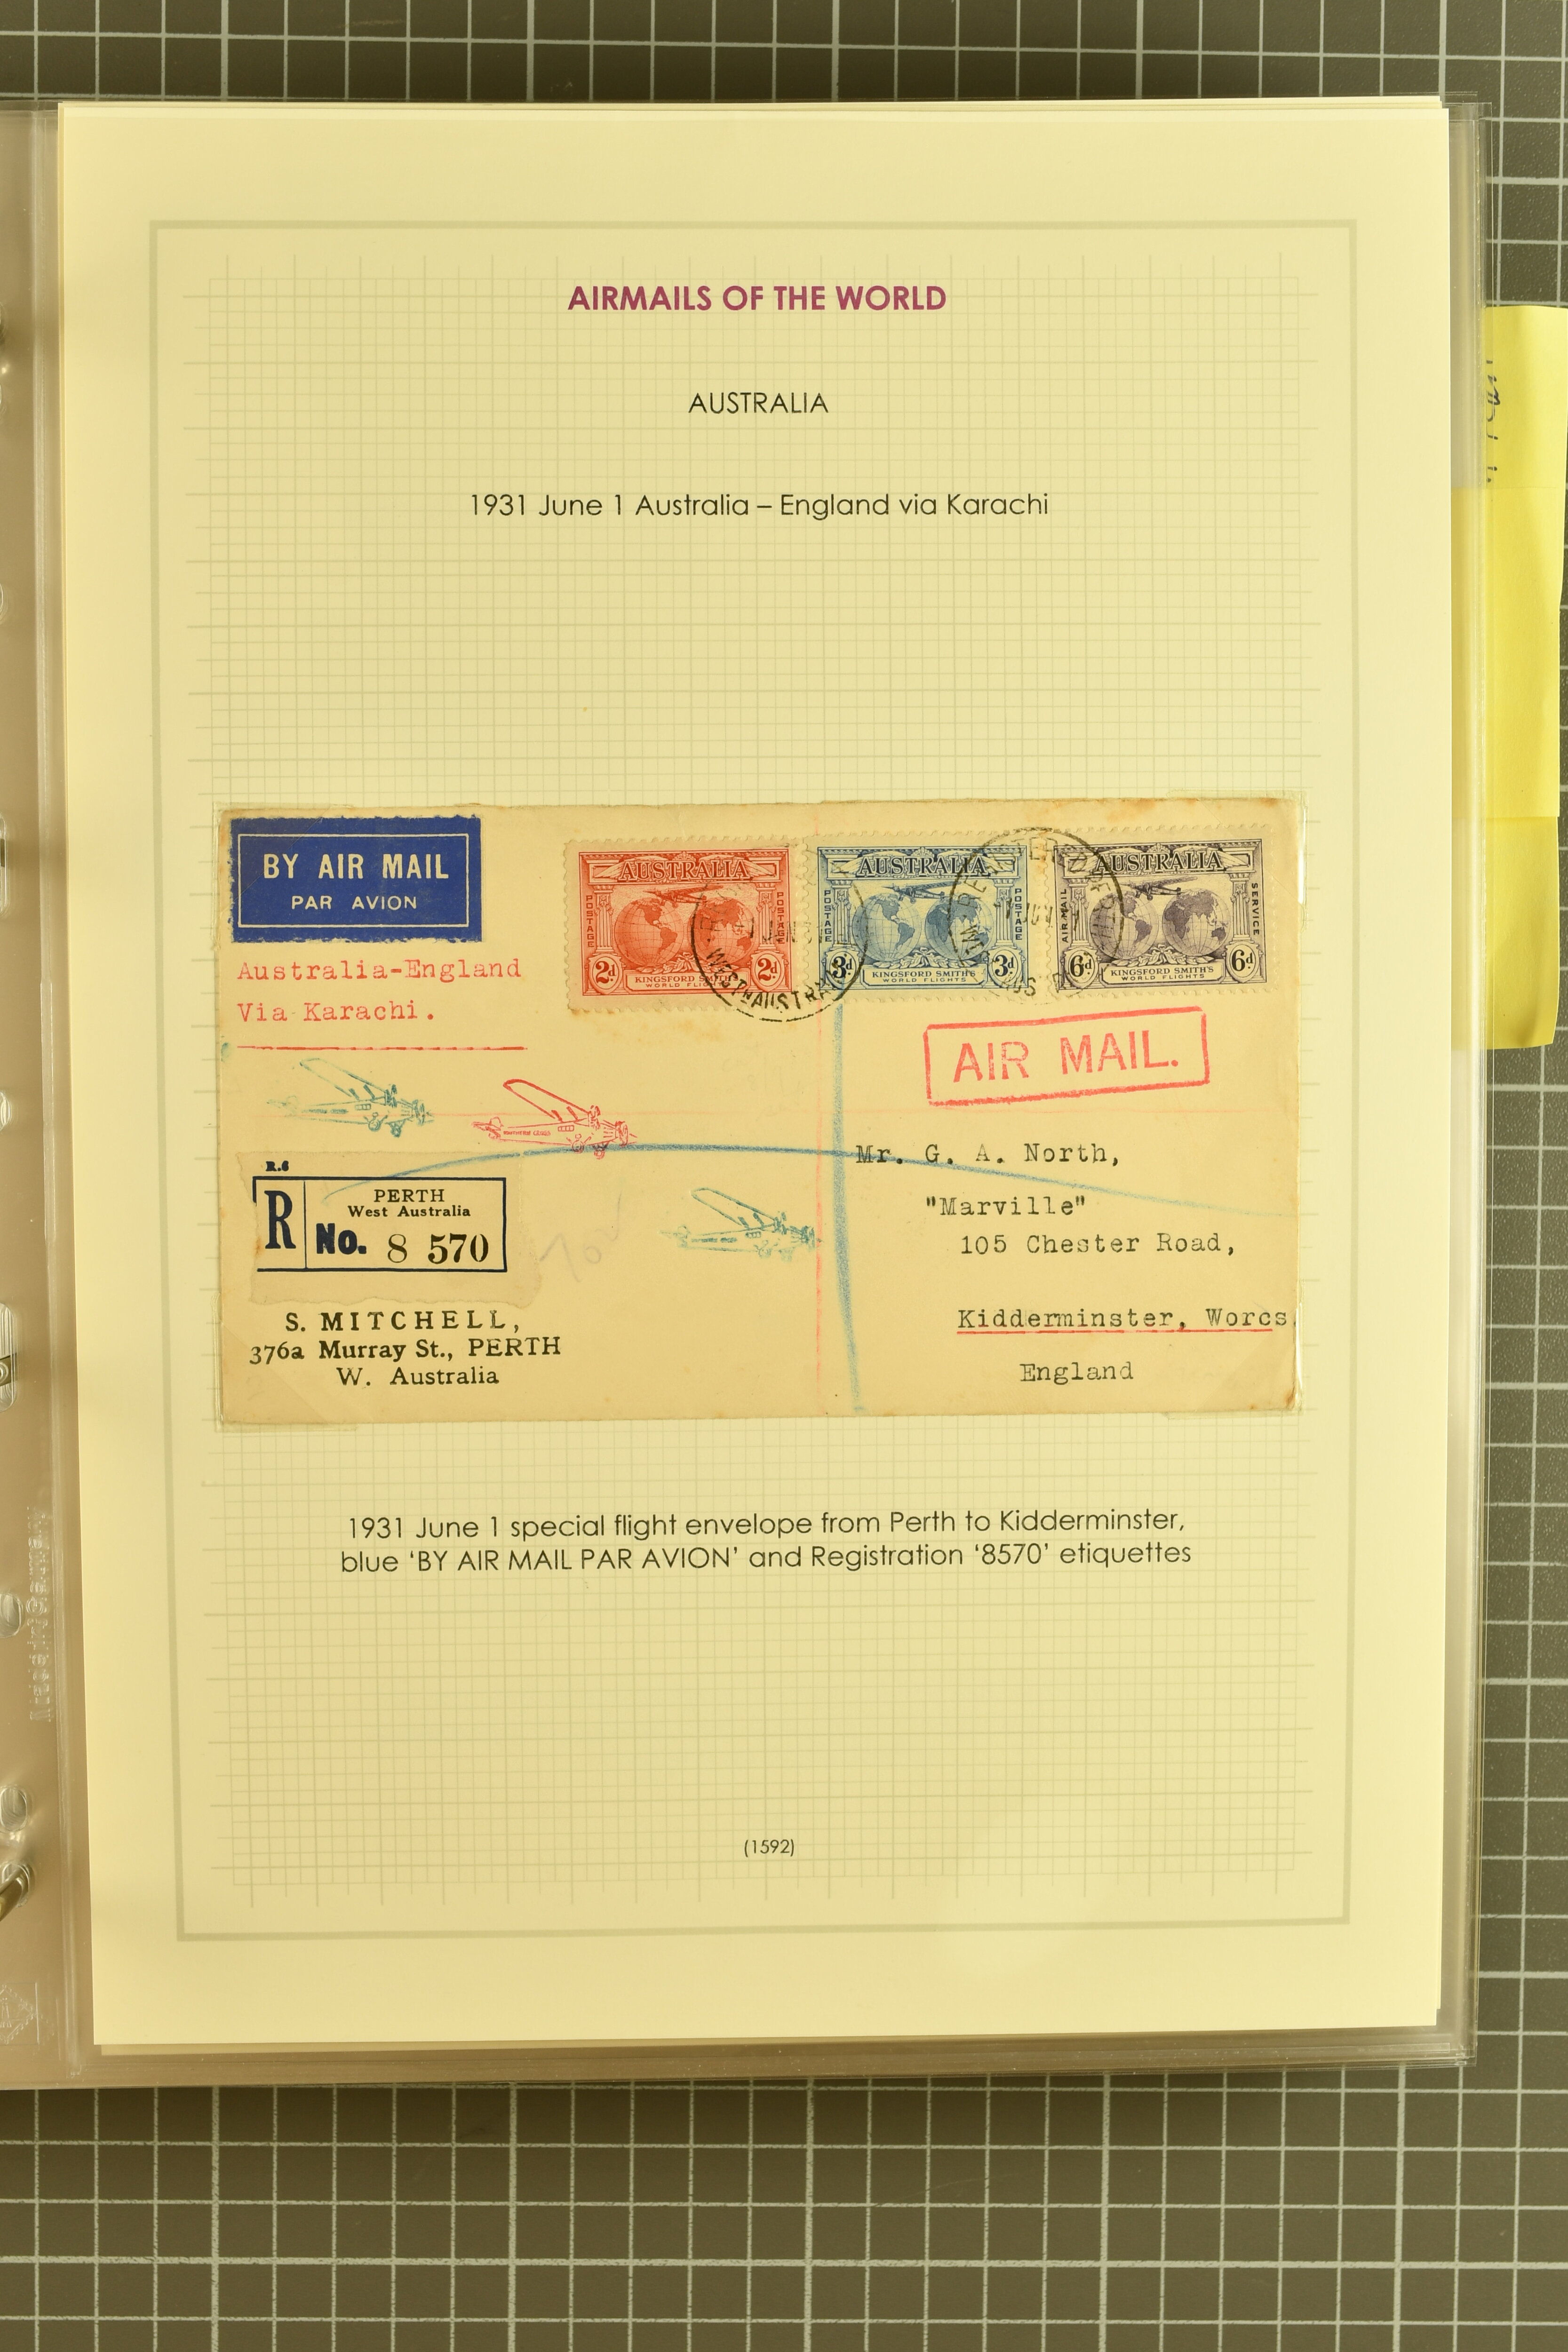 AIRMAILS OF THE WORLD
AUSTRALIA
1931 June 1 Australia – England via Karachi
BY AIR MAIL
PAR AVION
Australia-England
Via Karachi.
AUSTRALIA
POSTAGE
POSTAGE
2d
2d
KINGSFORD SMITH'S
WORLD FLIGHTS
AUSTRALIA
POSTAGE
POSTAGE
3d
3d
KINGSFORD SMITH'S
WORLD FLIGHTS
AUSTRALIA
AIR MAIL
SERVICE
6d
6d
KINGSFORD SMITH'S
WORLD FLIGHTS
AIR MAIL.
Mr. G. A. North,
"Marville"
105 Chester Road,
Kidderminster, Worcs.
England
R.6
R
PERTH
West Australia
No. 8 570
S. MITCHELL,
376a Murray St., PERTH
W. Australia
1931 June 1 special flight envelope from Perth to Kidderminster,
blue ‘BY AIR MAIL PAR AVION’ and Registration ‘8570’ etiquettes
(1592)